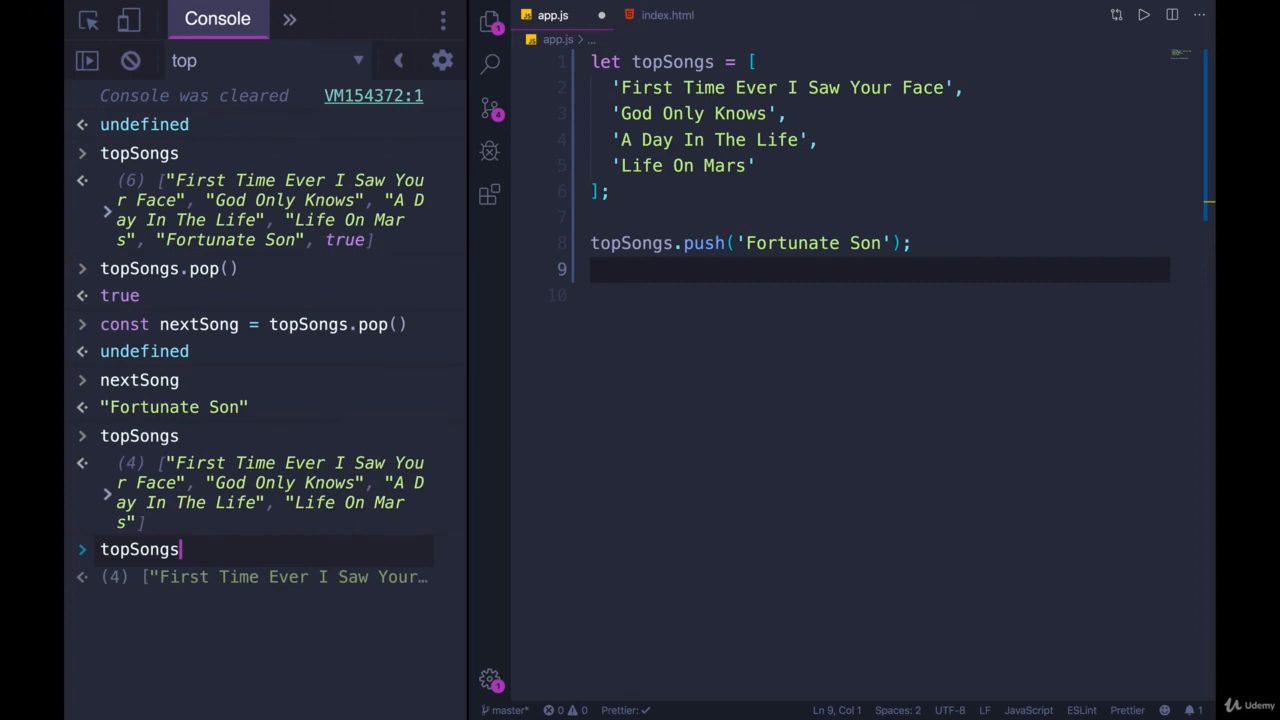 Console
top
Console was cleared VM154372:1
undefined
topSongs
(6) ["First Time Ever I Saw You
r Face", "God Only Knows", "A D
ay In The Life", "Life On Mar
s", "Fortunate Son", true]
topSongs.pop()
true
const nextSong = topSongs.pop()
undefined
nextSong
"Fortunate Son"
topSongs
(4) ["First Time Ever I Saw You
r Face", "God Only Knows", "A D
ay In The Life", "Life On Mar
s"]
topSongs
(4) ["First Time Ever I Saw Your…
1
4
1
app.js
index.html
app.js > ...
1 let topSongs = [
2 'First Time Ever I Saw Your Face',
3 'God Only Knows',
4 'A Day In The Life',
5 'Life On Mars'
6 ];
7
8 topSongs.push('Fortunate Son');
9
10
master* 0 0 Prettier: ✓ Ln 9, Col 1 Spaces: 2 UTF-8 LF JavaScript ESLint Prettier 1
Udemy